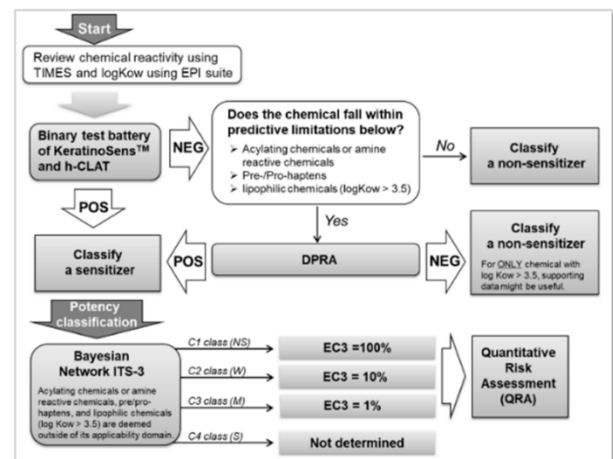 Start
Review chemical reactivity using
TIMES and logKow using EPI suite
Binary test battery
of KeratinoSens™
and h-CLAT
NEG
Does the chemical fall within
predictive limitations below?
➢ Acylating chemicals or amine
reactive chemicals
➢ Pre-/Pro-haptens
➢ lipophilic chemicals (logKow > 3.5)
No
Classify
a non-sensitizer
POS
Yes
Classify
a sensitizer
POS
DPRA
NEG
Classify
a non-sensitizer
For ONLY chemical with
log Kow > 3.5, supporting
data might be useful.
Potency
classification
Bayesian
Network ITS-3
Acylating chemicals or amine
reactive chemicals, pre/pro-
haptens, and lipophilic chemicals
(log Kow > 3.5) are deemed
outside of its applicability domain.
C1 class (NS)
EC3 =100%
C2 class (W)
EC3 = 10%
C3 class (M)
EC3 = 1%
C4 class (S)
Not determined
Quantitative
Risk
Assessment
(QRA)